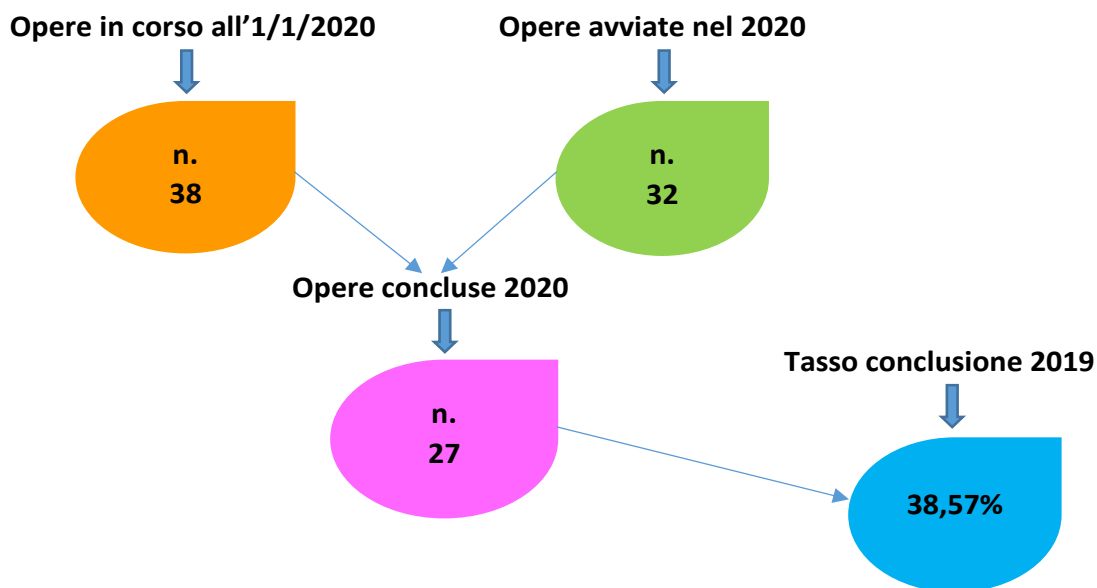 Opere in corso all’1/1/2020
Opere avviate nel 2020
n.
38
n.
32
Opere concluse 2020
n.
27
Tasso conclusione 2019
38,57%